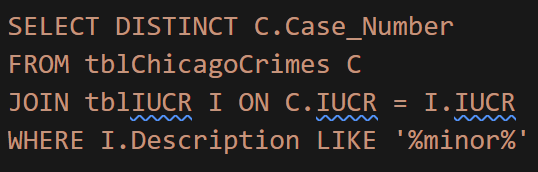 SELECT DISTINCT C.Case_Number
FROM tblChicagoCrimes C
JOIN tblIUCR I ON C.IUCR = I.IUCR
WHERE I.Description LIKE '%minor%'